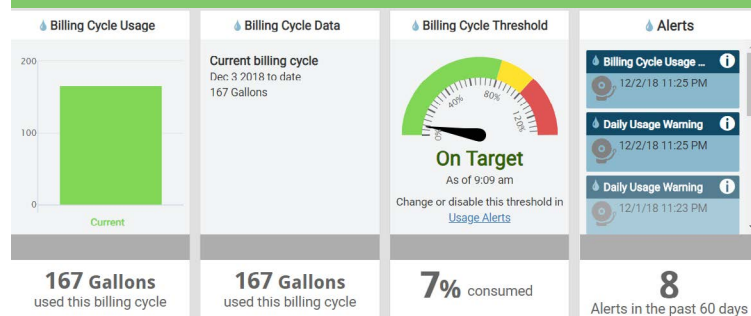 Billing Cycle Usage
200
100
0
Current
167 Gallons
used this billing cycle
Billing Cycle Data
Current billing cycle
Dec 3 2018 to date
167 Gallons
167 Gallons
used this billing cycle
Billing Cycle Threshold
0%
40%
80%
120%
On Target
As of 9:09 am
Change or disable this threshold in
Usage Alerts
7% consumed
Alerts
Billing Cycle Usage ...
12/2/18 11:25 PM
Daily Usage Warning
12/2/18 11:25 PM
Daily Usage Warning
12/1/18 11:23 PM
8
Alerts in the past 60 days